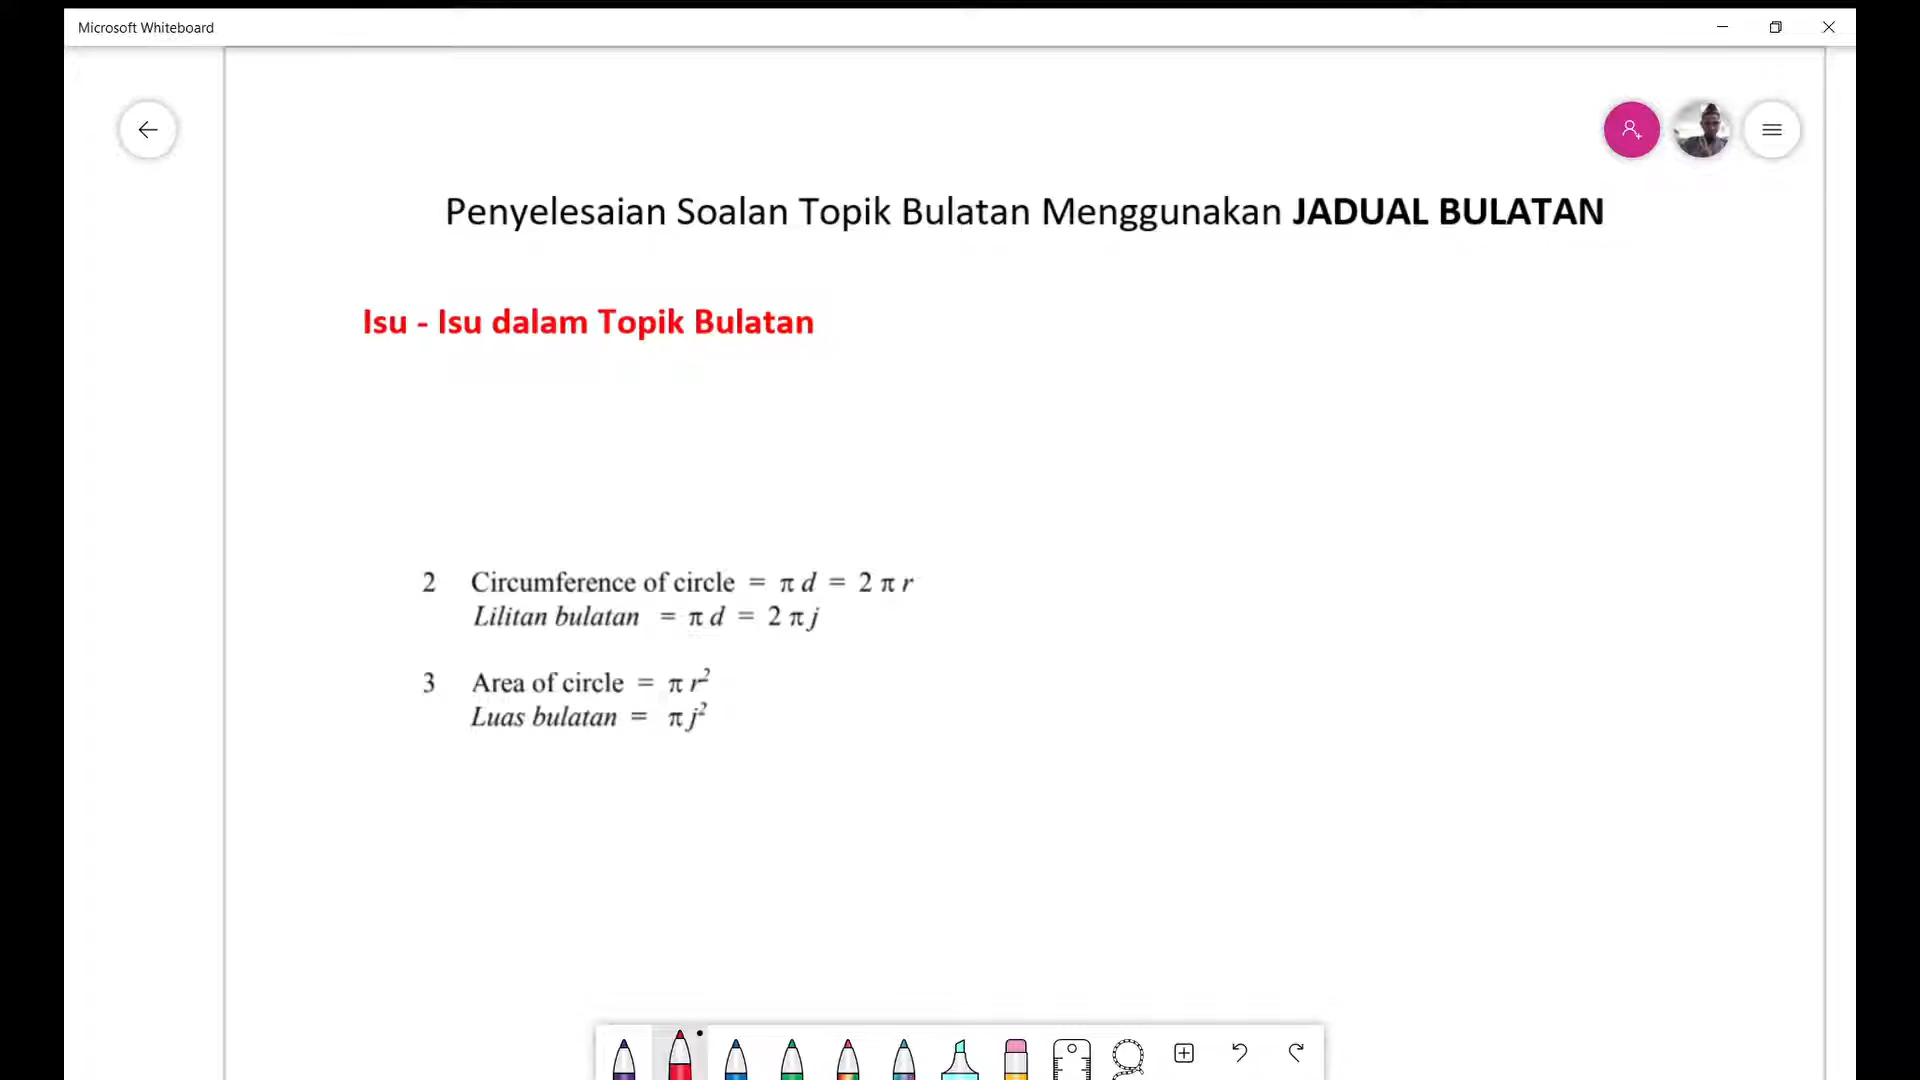 Microsoft Whiteboard
Penyelesaian Soalan Topik Bulatan Menggunakan JADUAL BULATAN
Isu - Isu dalam Topik Bulatan
2 Circumference of circle = π d = 2 π r
Lilitan bulatan = π d = 2 π j
3 Area of circle = π r²
Luas bulatan = π j²